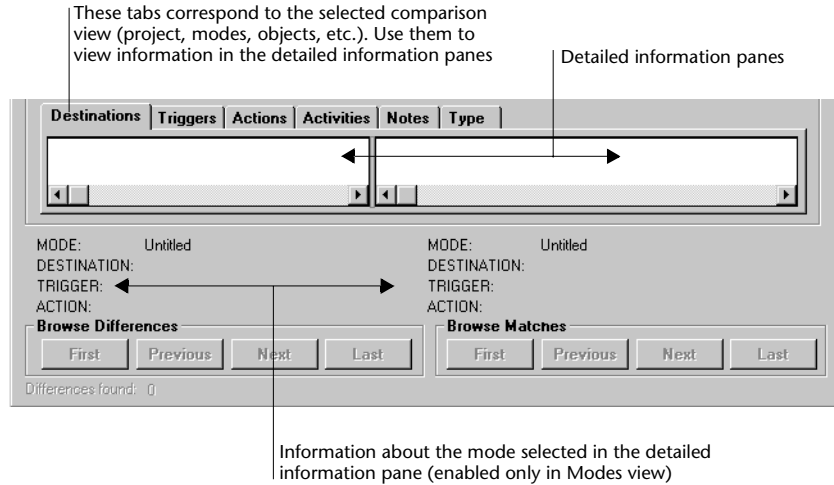 These tabs correspond to the selected comparison
view (project, modes, objects, etc.). Use them to
view information in the detailed information panes
Detailed information panes
Destinations Triggers Actions Activities Notes Type
MODE: Untitled MODE: Untitled
DESTINATION: DESTINATION:
TRIGGER: TRIGGER:
ACTION: ACTION:
Browse Differences Browse Matches
First Previous Next Last First Previous Next Last
Differences found: 0
Information about the mode selected in the detailed
information pane (enabled only in Modes view)